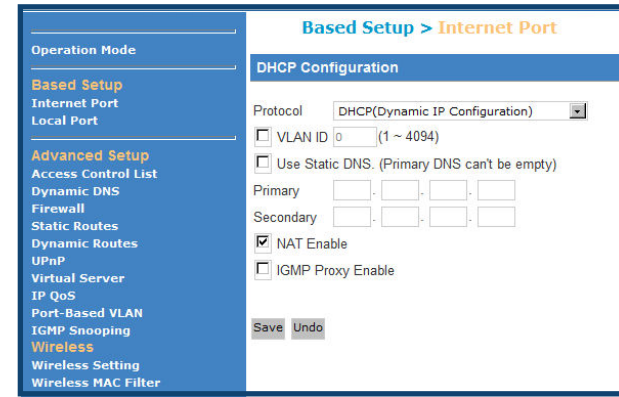 Operation Mode
Based Setup
Internet Port
Local Port
Advanced Setup
Access Control List
Dynamic DNS
Firewall
Static Routes
Dynamic Routes
UPnP
Virtual Server
IP QoS
Port-Based VLAN
IGMP Snooping
Wireless
Wireless Setting
Wireless MAC Filter
Based Setup > Internet Port
DHCP Configuration
Protocol DHCP(Dynamic IP Configuration)
VLAN ID 0 (1 ~ 4094)
Use Static DNS. (Primary DNS can't be empty)
Primary . . .
Secondary . . .
NAT Enable
IGMP Proxy Enable
Save Undo